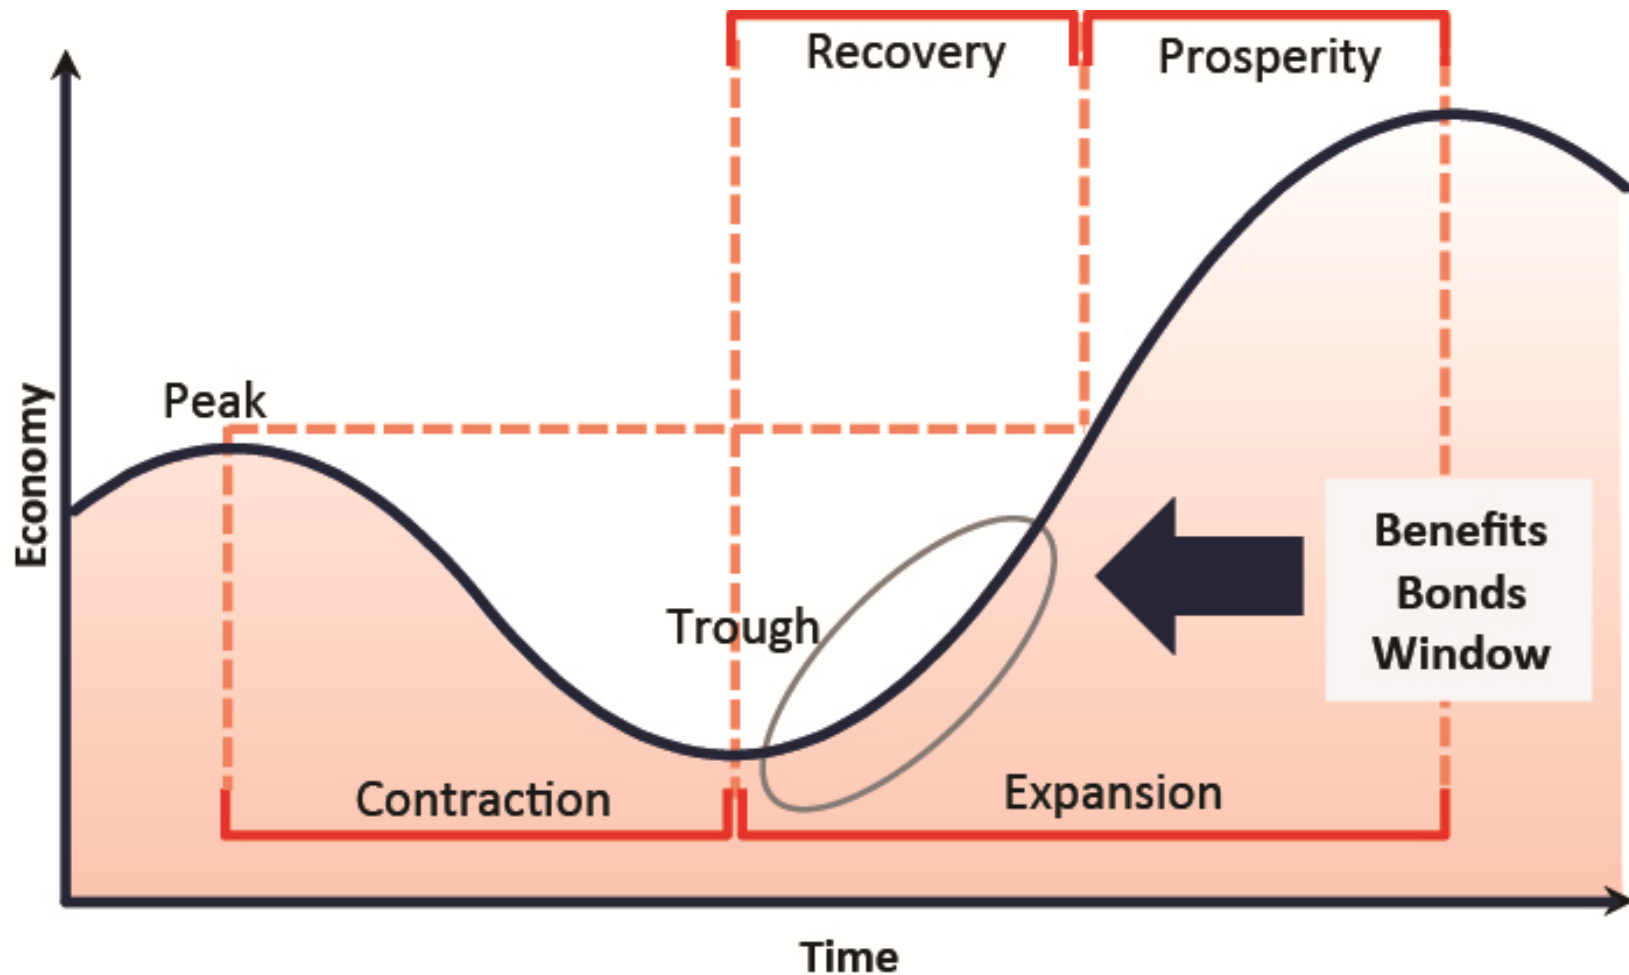 Recovery
Prosperity
Peak
Economy
Trough
Benefits
Bonds
Window
Contraction
Expansion
Time